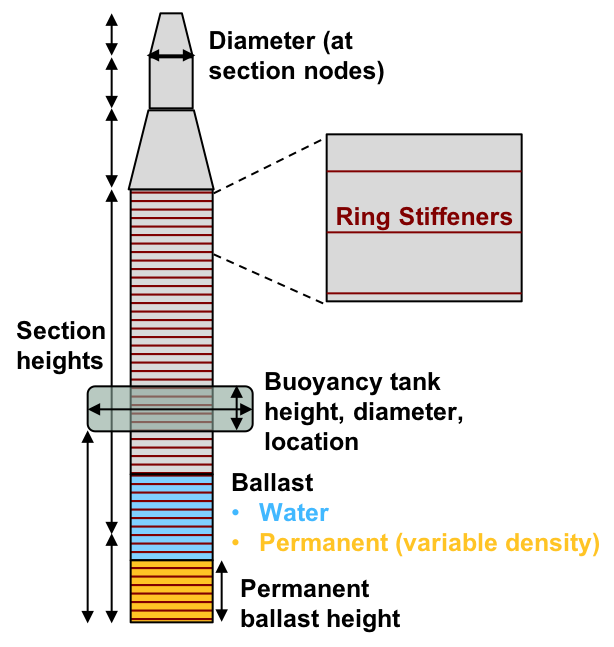 Diameter (at
section nodes)
Ring Stiffeners
Section
heights
Buoyancy tank
height, diameter,
location
Ballast
• Water
• Permanent (variable density)
Permanent
ballast height